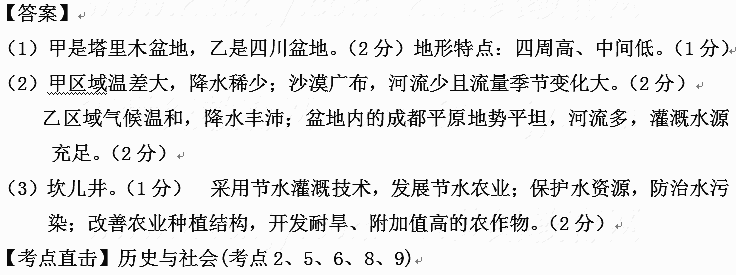 【答案】
（1）甲是塔里木盆地，乙是四川盆地。（2分）地形特点：四周高、中间低。（1分）
（2）甲区域温差大，降水稀少；沙漠广布，河流少且流量季节变化大。（2分）
乙区域气候温和，降水丰沛；盆地内的成都平原地势平坦，河流多，灌溉水源
充足。（2分）
（3）坎儿井。（1分） 采用节水灌溉技术，发展节水农业；保护水资源，防治水污
染；改善农业种植结构，开发耐旱、附加值高的农作物。（2分）
【考点直击】历史与社会(考点2、5、6、8、9)